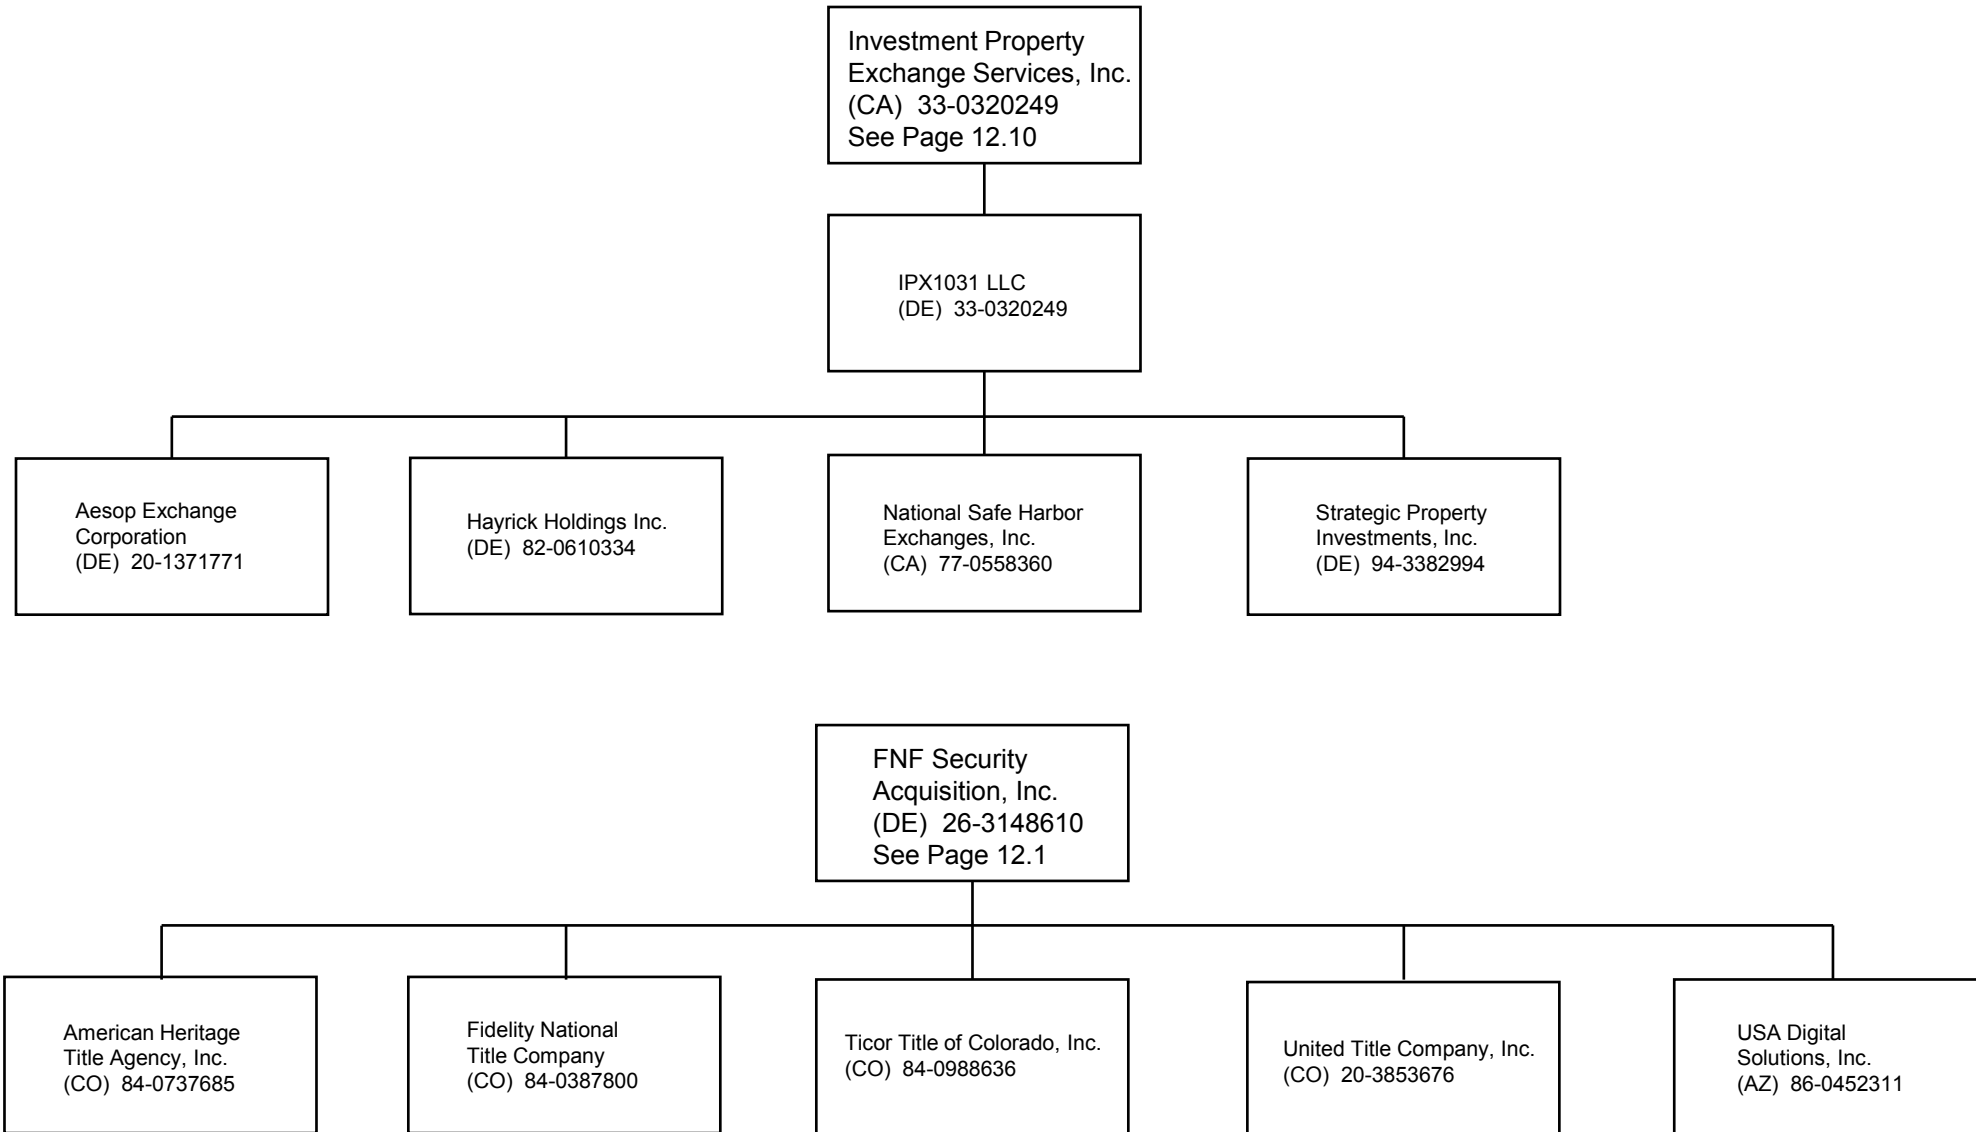 Investment Property
Exchange Services, Inc.
(CA) 33-0320249
See Page 12.10
IPX1031 LLC
(DE) 33-0320249
Aesop Exchange
Corporation
(DE) 20-1371771
Hayrick Holdings Inc.
(DE) 82-0610334
National Safe Harbor
Exchanges, Inc.
(CA) 77-0558360
Strategic Property
Investments, Inc.
(DE) 94-3382994
FNF Security
Acquisition, Inc.
(DE) 26-3148610
See Page 12.1
American Heritage
Title Agency, Inc.
(CO) 84-0737685
Fidelity National
Title Company
(CO) 84-0387800
Ticor Title of Colorado, Inc.
(CO) 84-0988636
United Title Company, Inc.
(CO) 20-3853676
USA Digital
Solutions, Inc.
(AZ) 86-0452311